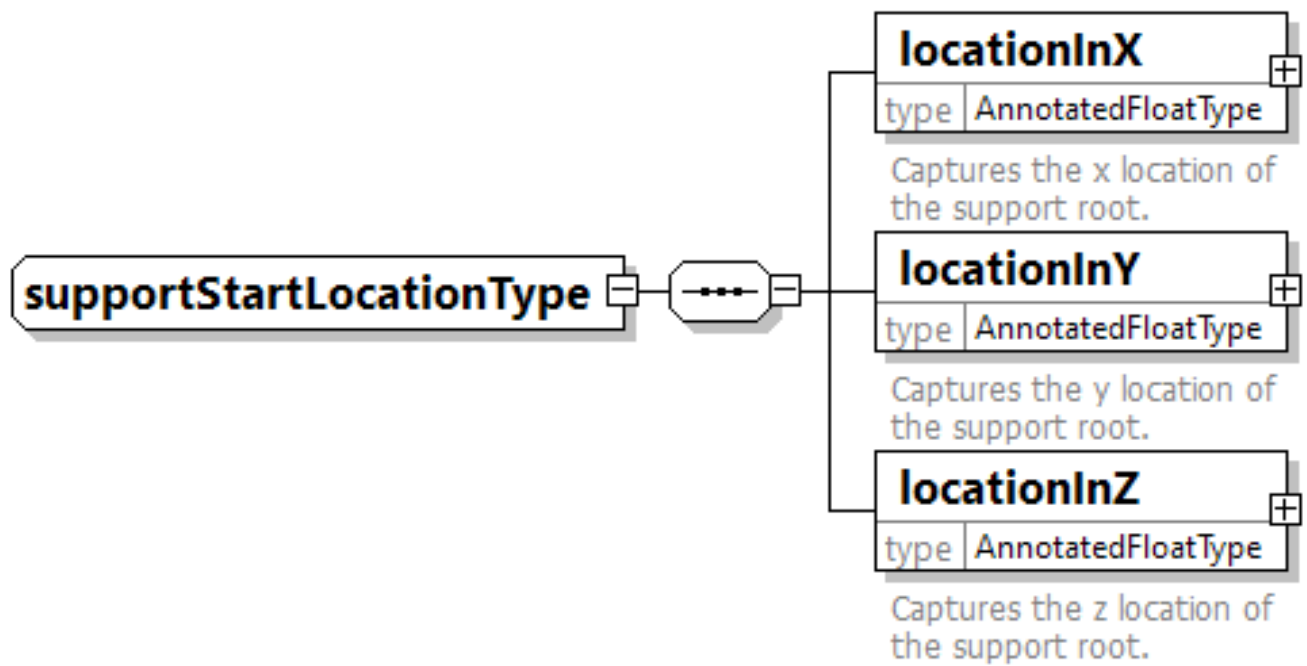 locationInX
type AnnotatedFloatType
Captures the x location of
the support root.
supportStartLocationType
locationInY
type AnnotatedFloatType
Captures the y location of
the support root.
locationInZ
type AnnotatedFloatType
Captures the z location of
the support root.